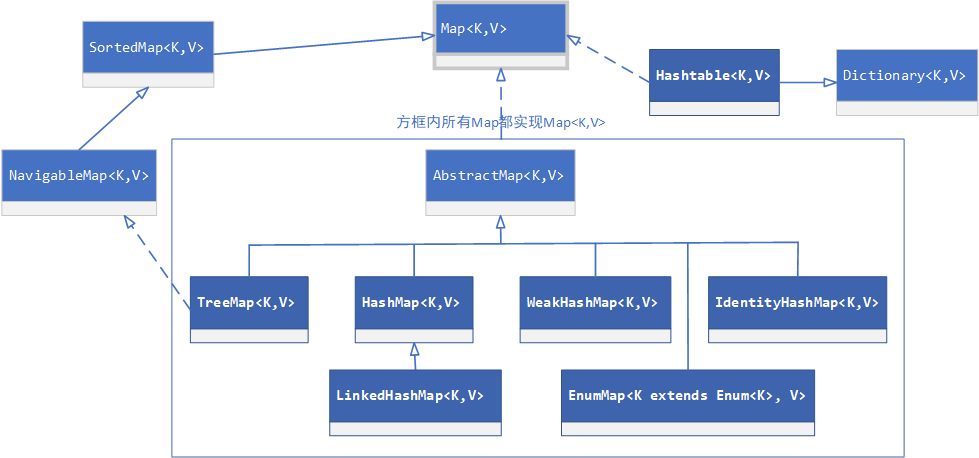 Map<K,V>
SortedMap<K,V>
Hashtable<K,V>
Dictionary<K,V>
方框内所有Map都实现Map<K,V>
NavigableMap<K,V>
AbstractMap<K,V>
TreeMap<K,V>
HashMap<K,V>
WeakHashMap<K,V>
IdentityHashMap<K,V>
LinkedHashMap<K,V>
EnumMap<K extends Enum<K>, V>